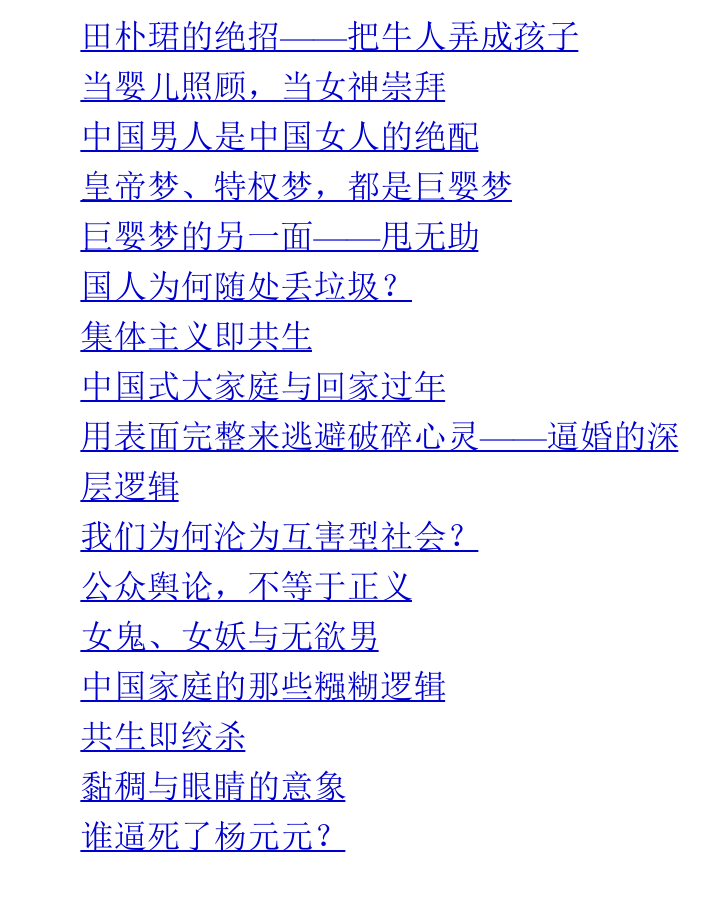 田朴珺的绝招——把牛人弄成孩子
当婴儿照顾，当女神崇拜
中国男人是中国女人的绝配
皇帝梦、特权梦，都是巨婴梦
巨婴梦的另一面——甩无助
国人为何随处丢垃圾？
集体主义即共生
中国式大家庭与回家过年
用表面完整来逃避破碎心灵——逼婚的深
层逻辑
我们为何沦为互害型社会？
公众舆论，不等于正义
女鬼、女妖与无欲男
中国家庭的那些糨糊逻辑
共生即绞杀
黏稠与眼睛的意象
谁逼死了杨元元？